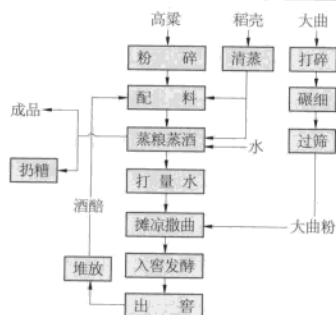 高粱 稻壳 大曲
粉碎 清蒸 打碎
成品 配料 碾细
蒸粮蒸酒 水 过筛
扔糟 打量水
酒醅 摊凉撒曲 大曲粉
堆放 入窖发酵
出窖